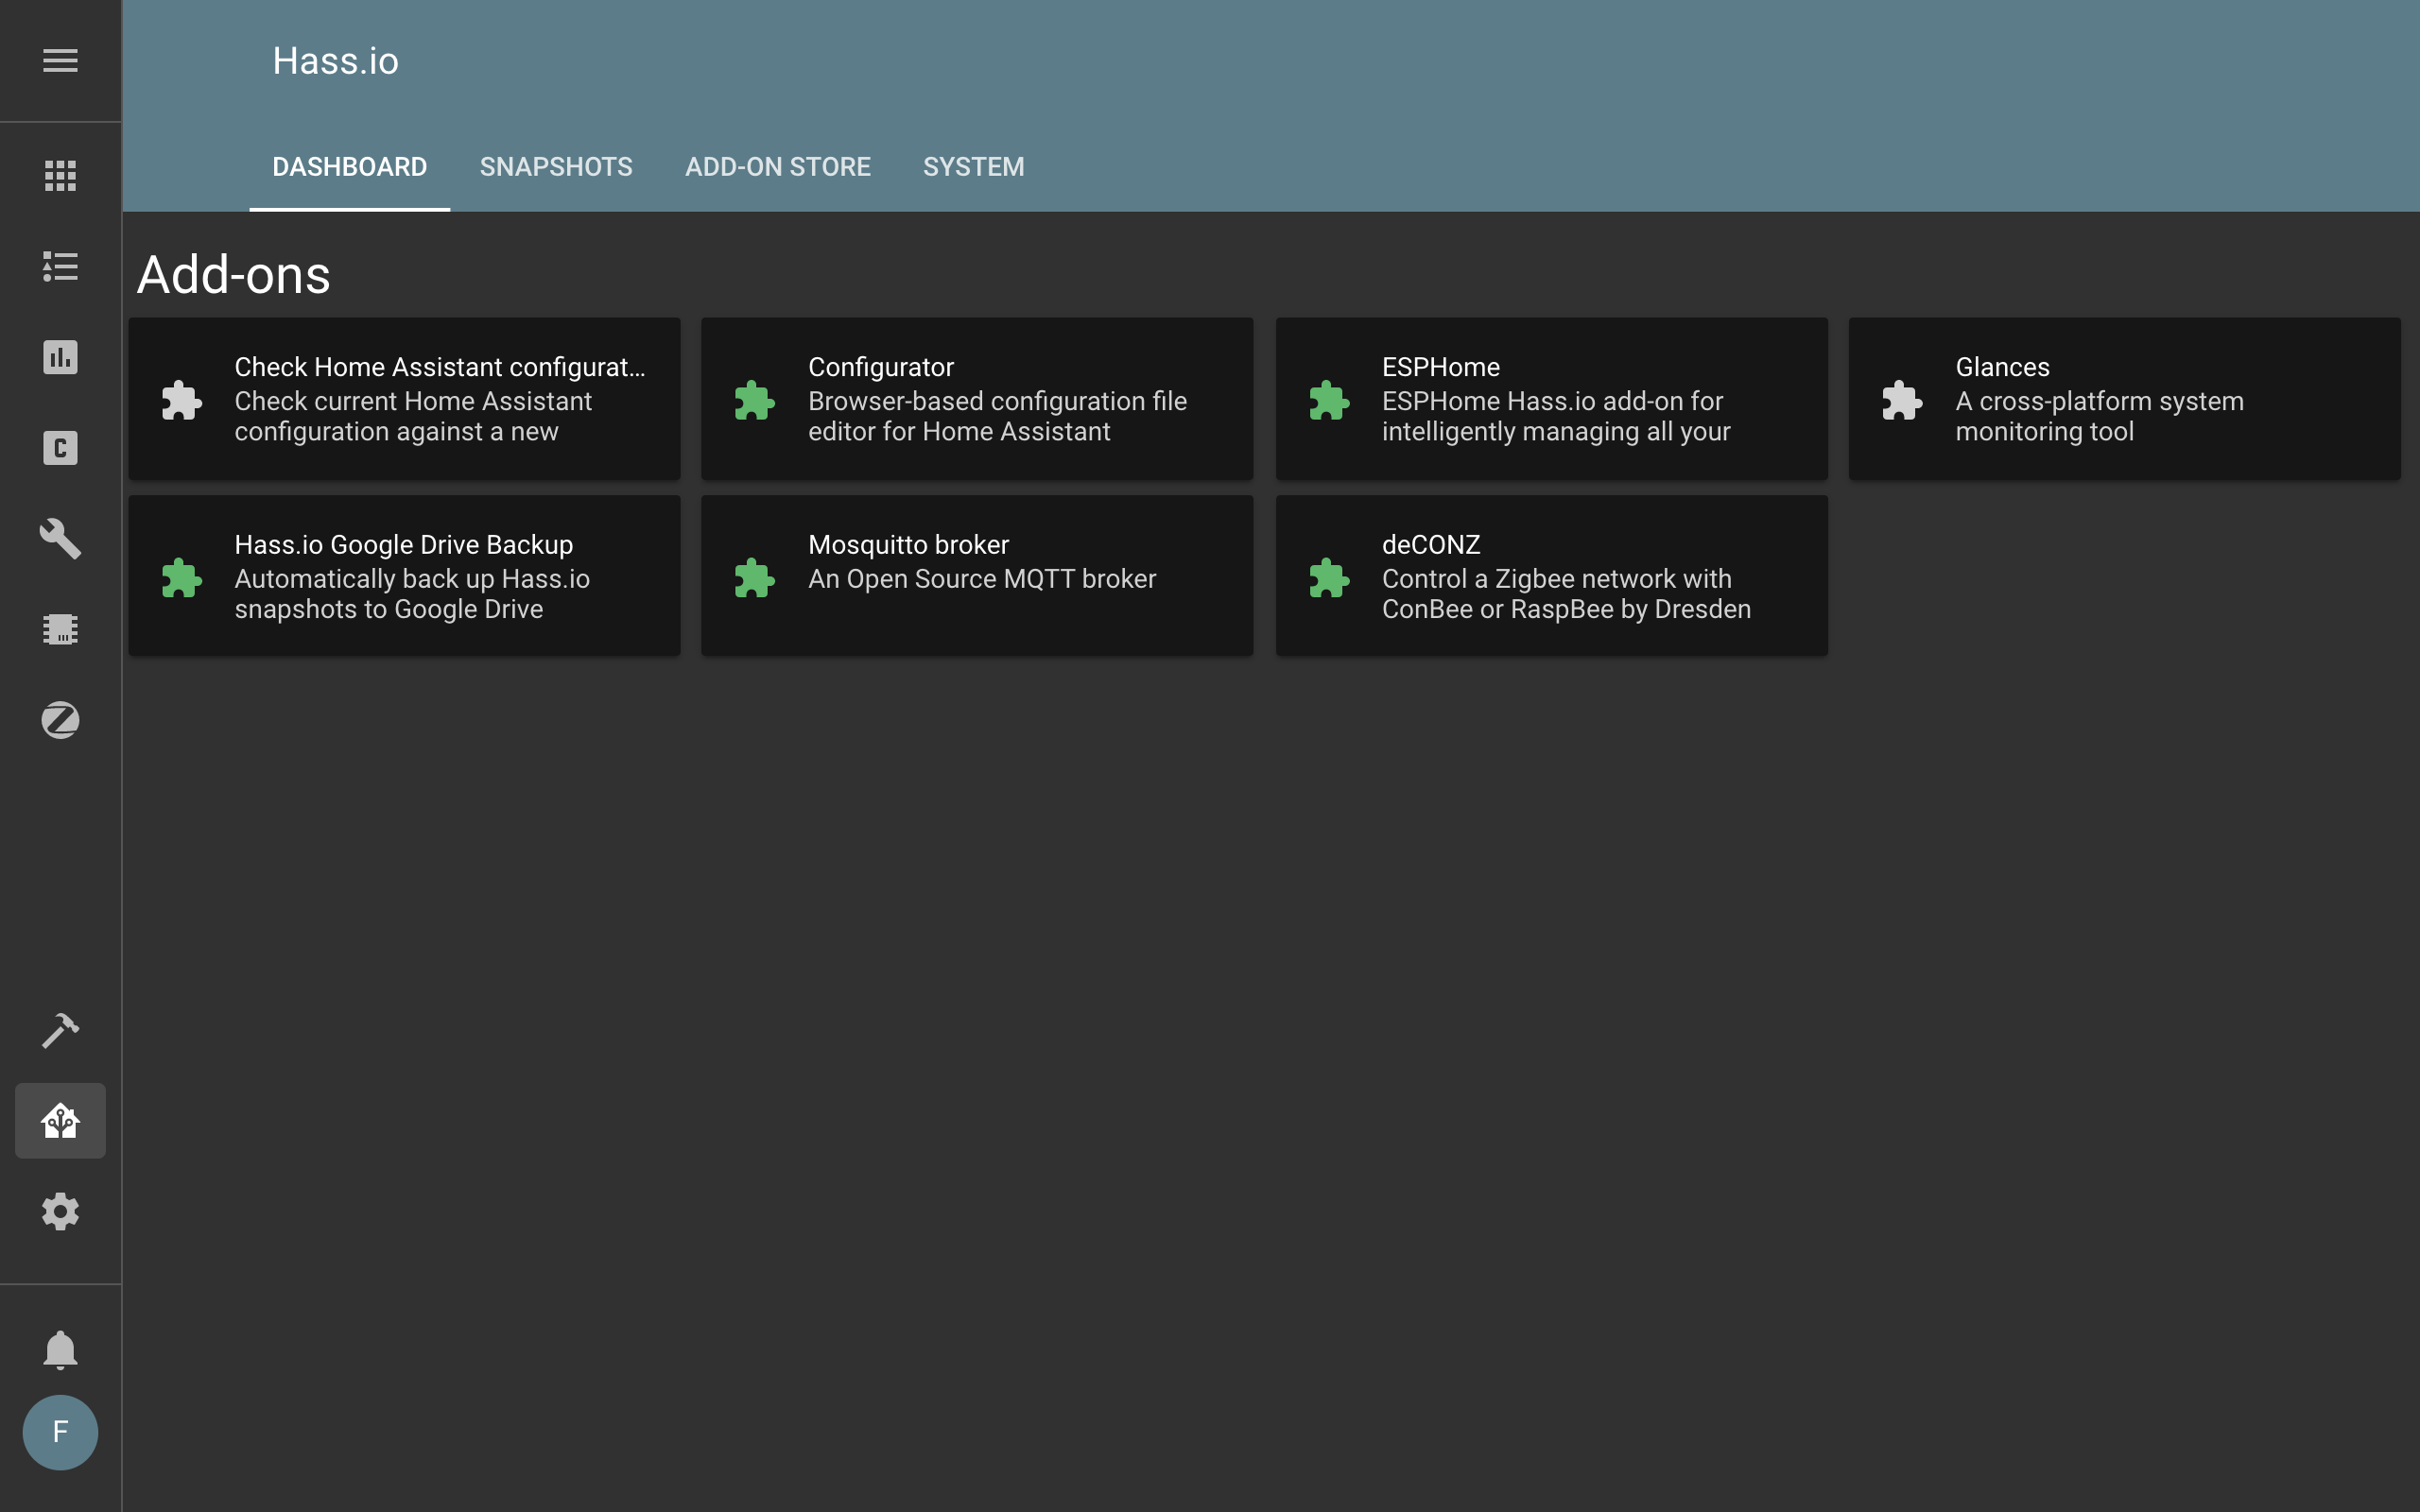 Hass.io
DASHBOARD
SNAPSHOTS
ADD-ON STORE
SYSTEM
Add-ons
Check Home Assistant configurat...
Check current Home Assistant
configuration against a new
Configurator
Browser-based configuration file
editor for Home Assistant
ESPHome
ESPHome Hass.io add-on for
intelligently managing all your
Glances
A cross-platform system
monitoring tool
Hass.io Google Drive Backup
Automatically back up Hass.io
snapshots to Google Drive
Mosquitto broker
An Open Source MQTT broker
deCONZ
Control a Zigbee network with
ConBee or RaspBee by Dresden
C
F